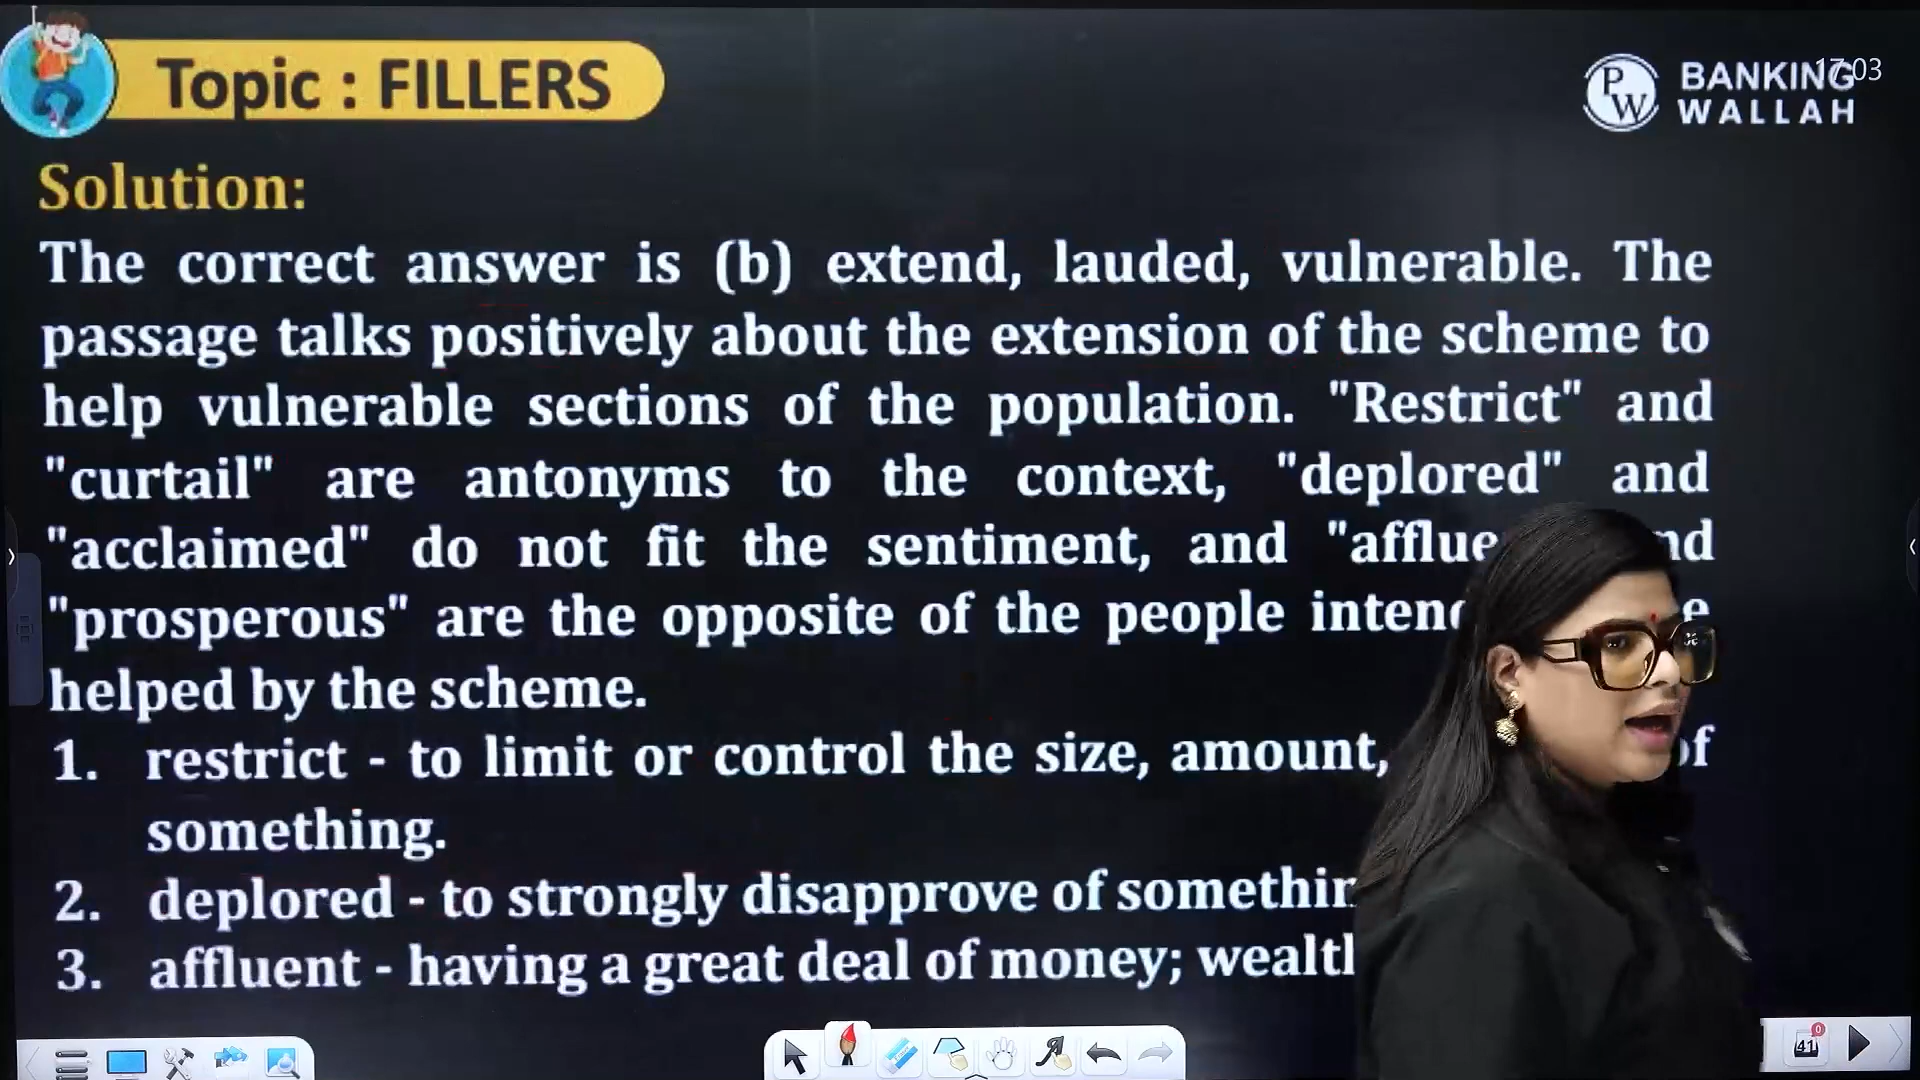 Topic : FILLERS
BANKING
17:03
WALLAH
PW
Solution:
The correct answer is (b) extend, lauded, vulnerable. The
passage talks positively about the extension of the scheme to
help vulnerable sections of the population. "Restrict" and
"curtail" are antonyms to the context, "deplored" and
"acclaimed" do not fit the sentiment, and
"prosperous" are the opposite of the people
helped by the scheme.
1. restrict - to limit or control the size, amount, of
something.
2. deplored - to strongly disapprove of
3. affluent - having a great deal of money;
41
0